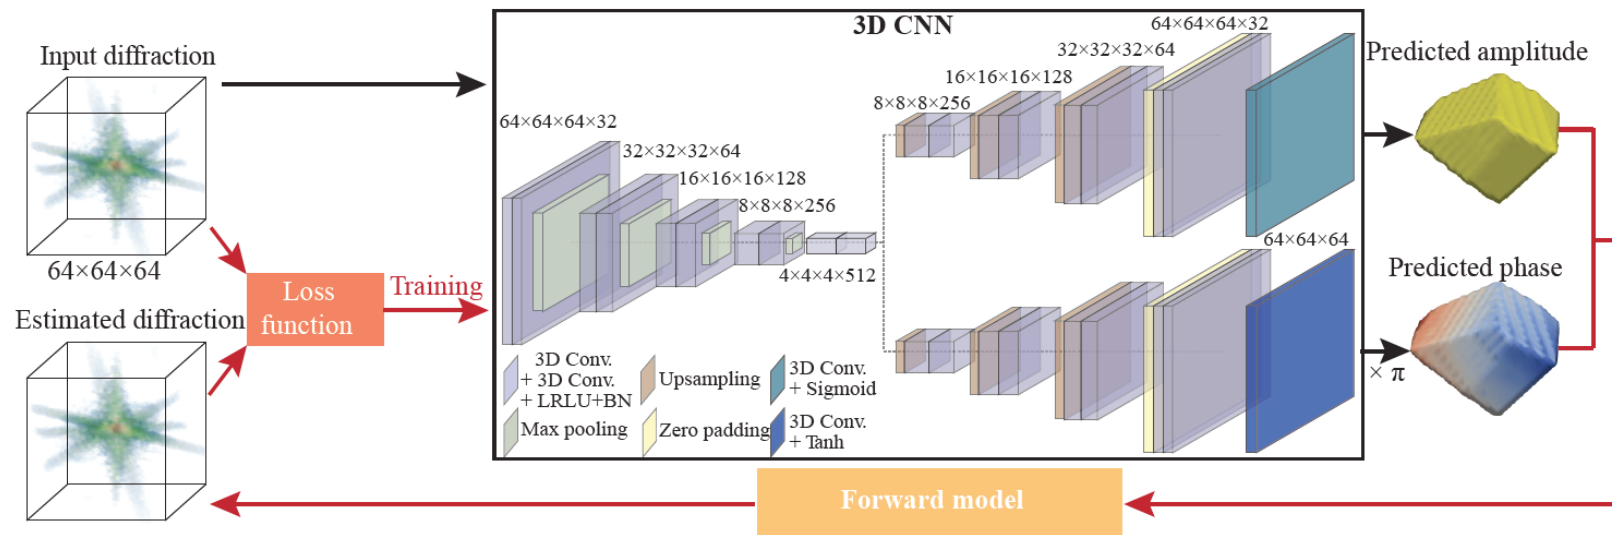 3D CNN
Input diffraction
64×64×64
Estimated diffraction
Loss
function
Training
64×64×64×32
32×32×32×64
16×16×16×128
8×8×8×256
4×4×4×512
8×8×8×256
16×16×16×128
32×32×32×64
64×64×64×32
64×64×64
3D Conv.
+ 3D Conv.
+ LRLU+BN
Upsampling
3D Conv.
+ Sigmoid
Max pooling
Zero padding
3D Conv.
+ Tanh
Predicted amplitude
Predicted phase
× π
Forward model